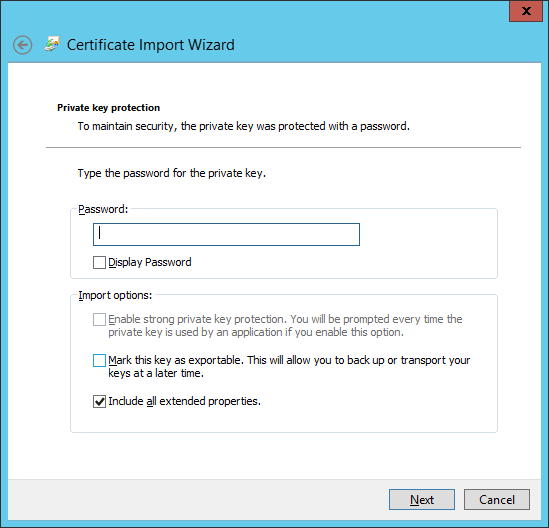 Certificate Import Wizard
Private key protection
To maintain security, the private key was protected with a password.
Type the password for the private key.
Password:
Display Password
Import options:
Enable strong private key protection. You will be prompted every time the
private key is used by an application if you enable this option.
Mark this key as exportable. This will allow you to back up or transport your
keys at a later time.
Include all extended properties.
Next
Cancel